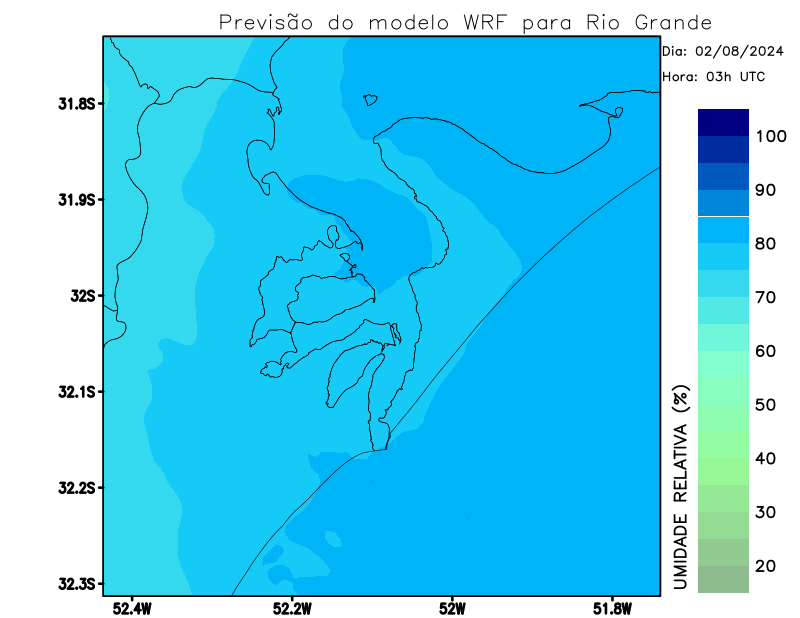 Previsão do modelo WRF para Rio Grande
Dia: 02/08/2024
Hora: 03h UTC
31.8S
31.9S
32S
32.1S
32.2S
32.3S
52.4W
52.2W
52W
51.8W
100
90
80
70
60
50
40
30
20
UMIDADE RELATIVA (%)